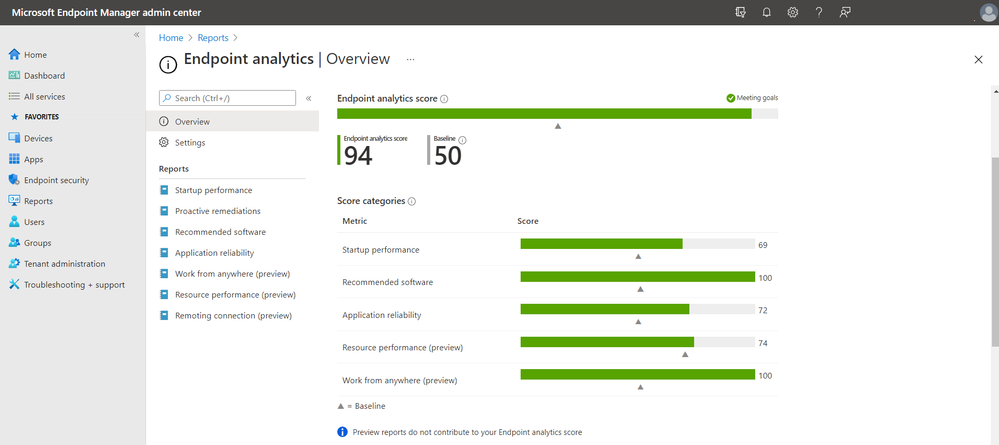 Microsoft Endpoint Manager admin center
Home
Dashboard
All services
FAVORITES
Devices
Apps
Endpoint security
Reports
Users
Groups
Tenant administration
Troubleshooting + support
Home > Reports >
Endpoint analytics | Overview ...
Search (Ctrl+/)
Overview
Settings
Reports
Startup performance
Proactive remediations
Recommended software
Application reliability
Work from anywhere (preview)
Resource performance (preview)
Remoting connection (preview)
Endpoint analytics score
Meeting goals
Endpoint analytics score
94
Baseline
50
Score categories
Metric Score
Startup performance 69
Recommended software 100
Application reliability 72
Resource performance (preview) 74
Work from anywhere (preview) 100
= Baseline
Preview reports do not contribute to your Endpoint analytics score